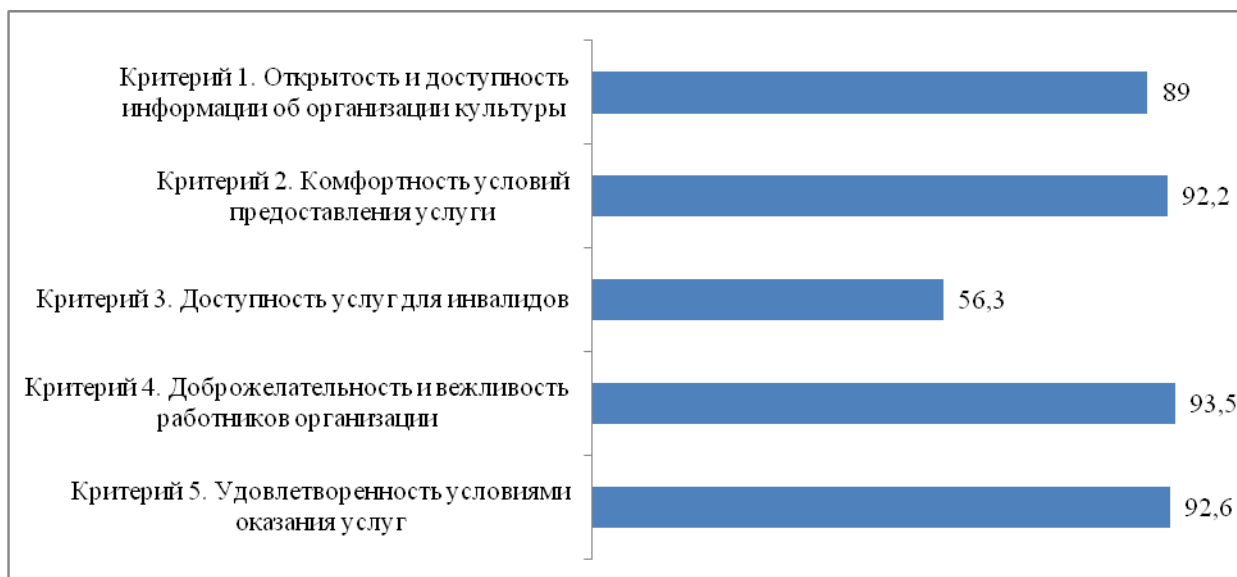 Критерий 1. Открытость и доступность
информации об организации культуры
89
Критерий 2. Комфортность условий
предоставления услуги
92,2
Критерий 3. Доступность услуг для инвалидов
56,3
Критерий 4. Доброжелательность и вежливость
работников организации
93,5
Критерий 5. Удовлетворенность условиями
оказания услуг
92,6